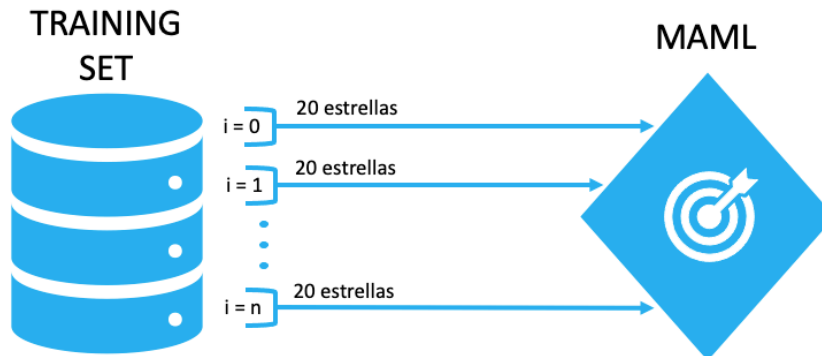 TRAINING
SET
MAML
i = 0
20 estrellas
i = 1
20 estrellas
i = n
20 estrellas